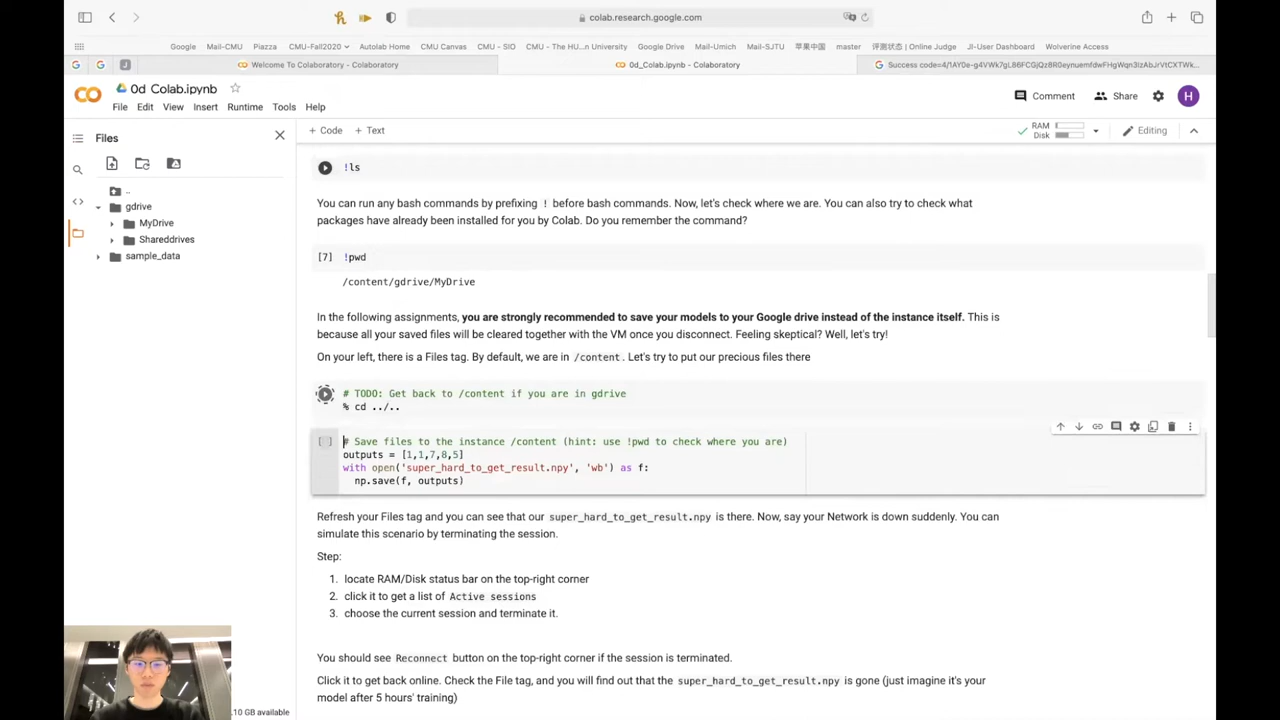 colab.research.google.com
Google Mail-CMU Piazza CMU-Fall2020 Autolab Home CMU Canvas CMU - SIO CMU - The HU...n University Google Drive Mail-Umich Mail-SJTU 苹果中国 master 评测状态 | Online Judge JI-User Dashboard Wolverine Access
Welcome To Colaboratory - Colaboratory
0d_Colab.ipynb - Colaboratory
0d Colab.ipynb
File Edit View Insert Runtime Tools Help
Comment Share H
Files
+ Code + Text
RAM
Disk
Editing
..
gdrive
MyDrive
Shareddrives
sample_data
!ls
You can run any bash commands by prefixing ! before bash commands. Now, let's check where we are. You can also try to check what
packages have already been installed for you by Colab. Do you remember the command?
[7] !pwd
/content/gdrive/MyDrive
In the following assignments, you are strongly recommended to save your models to your Google drive instead of the instance itself. This is
because all your saved files will be cleared together with the VM once you disconnect. Feeling skeptical? Well, let's try!
On your left, there is a Files tag. By default, we are in /content. Let's try to put our precious files there
# TODO: Get back to /content if you are in gdrive
% cd ../..
[ ] # Save files to the instance /content (hint: use !pwd to check where you are)
outputs = [1,1,7,8,5]
with open('super_hard_to_get_result.npy', 'wb') as f:
np.save(f, outputs)
Refresh your Files tag and you can see that our super_hard_to_get_result.npy is there. Now, say your Network is down suddenly. You can
simulate this scenario by terminating the session.
Step:
1. locate RAM/Disk status bar on the top-right corner
2. click it to get a list of Active sessions
3. choose the current session and terminate it.
You should see Reconnect button on the top-right corner if the session is terminated.
Click it to get back online. Check the File tag, and you will find out that the super_hard_to_get_result.npy is gone (just imagine it's your
model after 5 hours' training)
.10 GB available